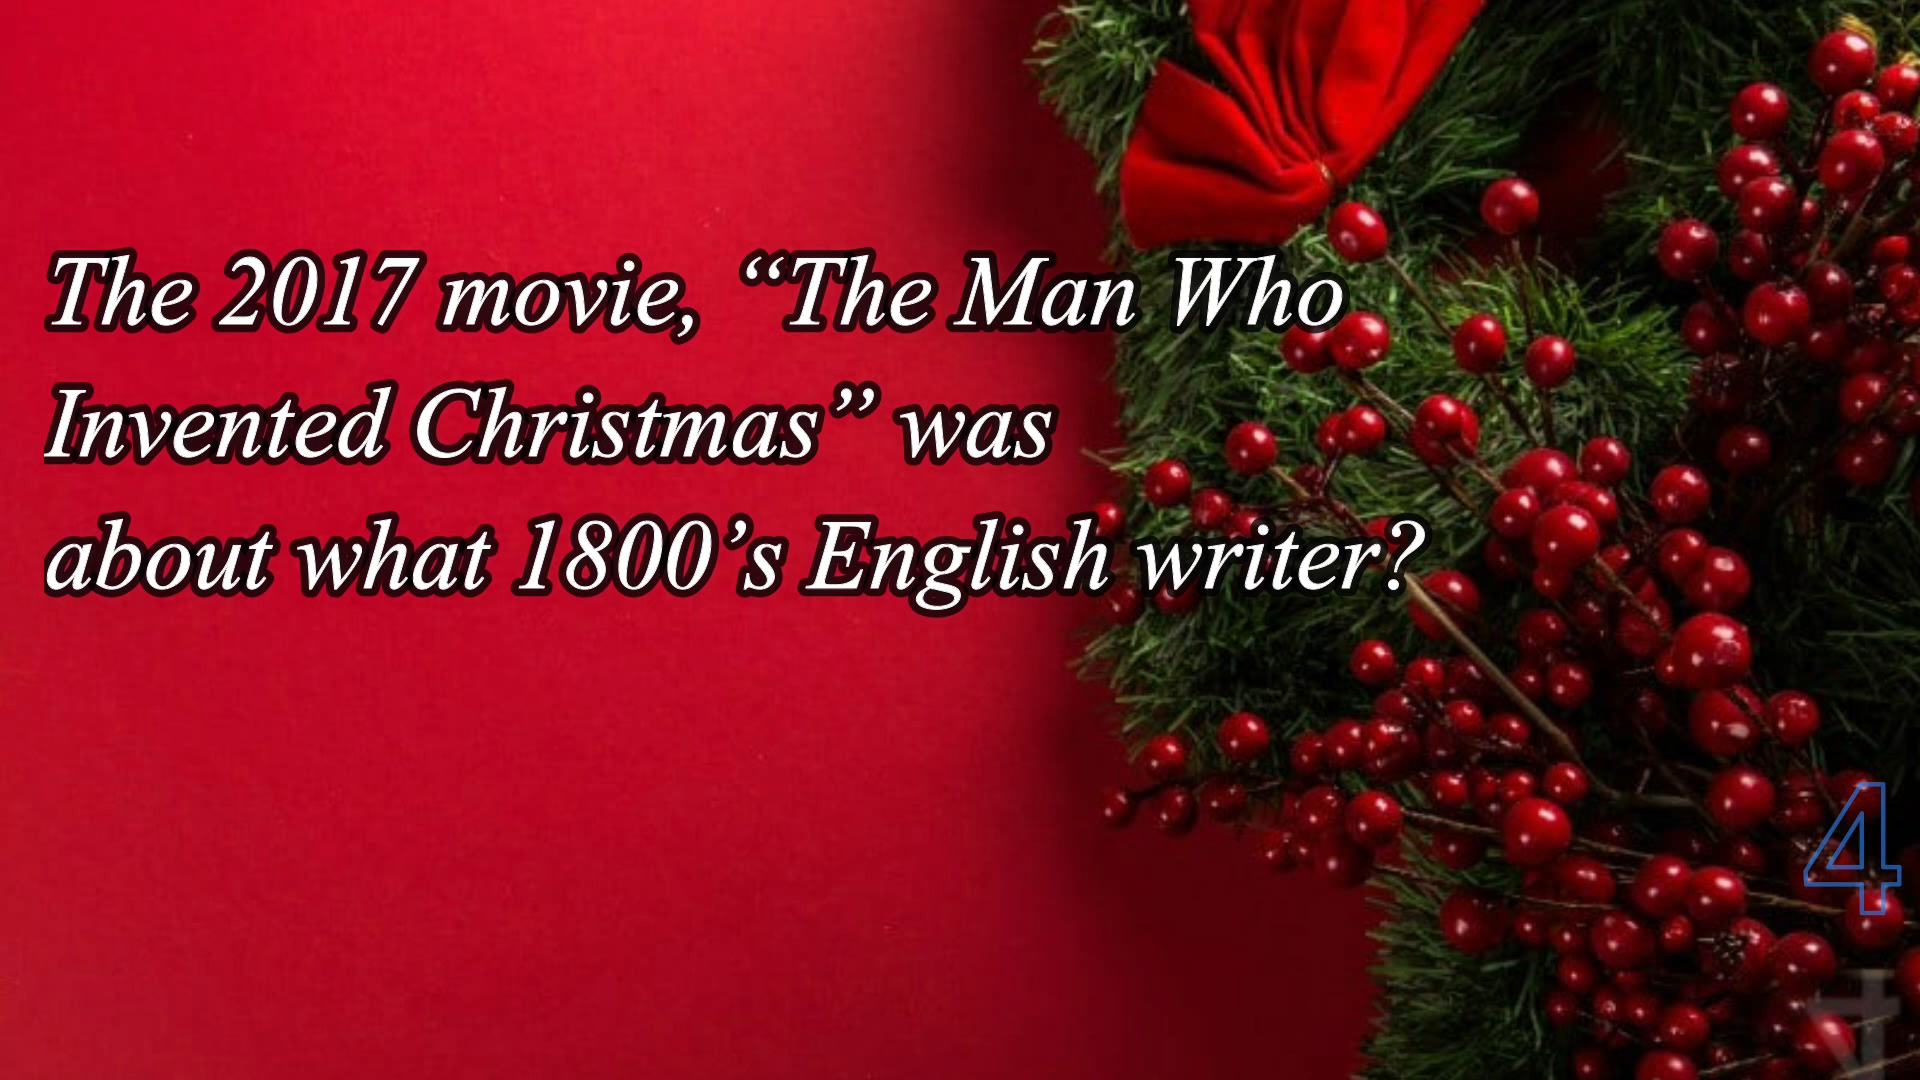 The 2017 movie, “The Man Who
Invented Christmas” was
about what 1800’s English writer?
4